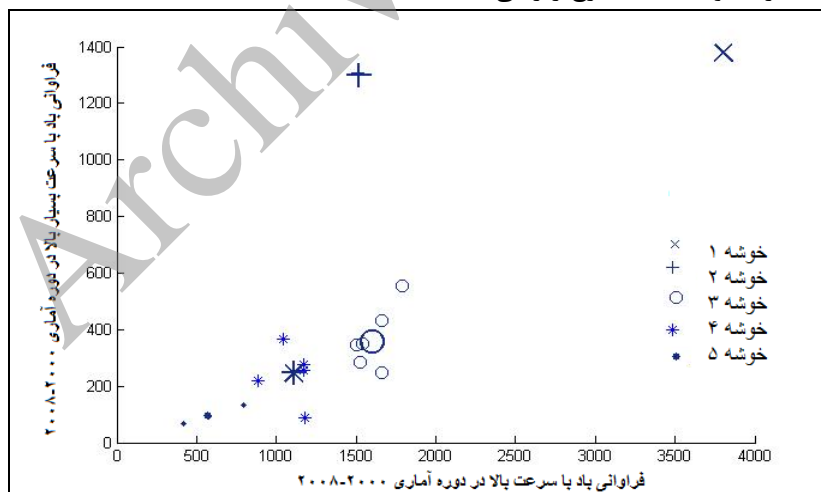 Archiv
فراوانی باد با سرعت بسیار بالا در دوره آماری ۲۰۰۰-۲۰۰۸
1400
1200
1000
800
600
400
200
0
خوشه ۱
خوشه ۲
خوشه ۳
خوشه ۴
خوشه ۵
0 500 1000 1500 2000 2500 3000 3500 4000
فراوانی باد با سرعت بالا در دوره آماری ۲۰۰۰-۲۰۰۸